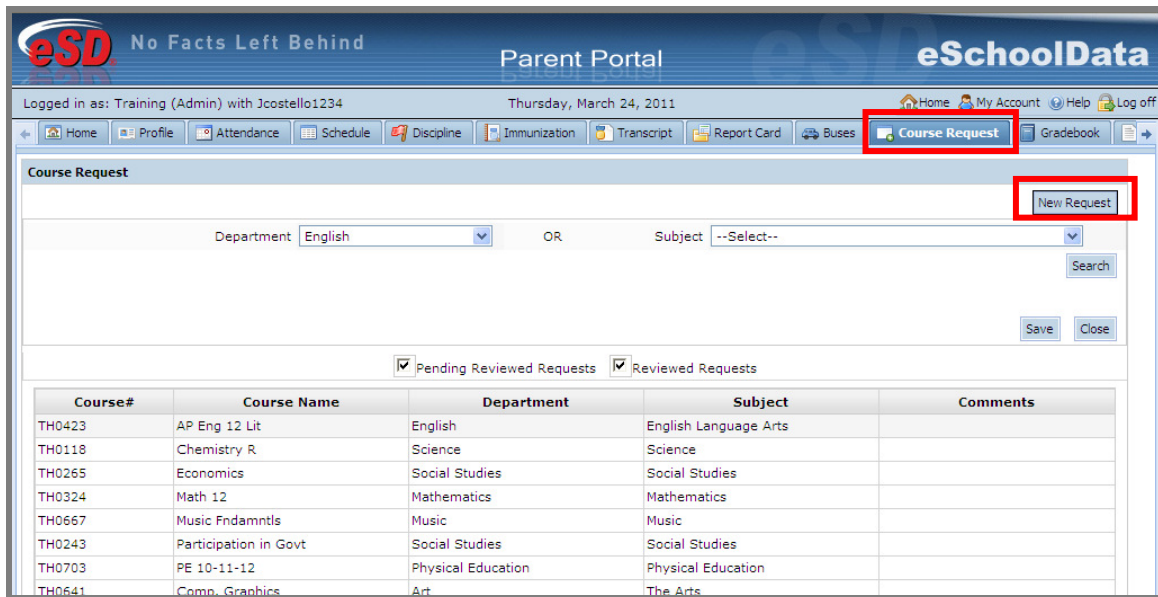 eSD No Facts Left Behind Parent Portal eSchoolData
Logged in as: Training (Admin) with Jcostello1234 Thursday, March 24, 2011 Home My Account Help Log off
Home Profile Attendance Schedule Discipline Immunization Transcript Report Card Buses Course Request Gradebook
Course Request
New Request
Department English OR Subject --Select--
Search
Save Close
Pending Reviewed Requests Reviewed Requests
Course# Course Name Department Subject Comments
TH0423 AP Eng 12 Lit English English Language Arts
TH0118 Chemistry R Science Science
TH0265 Economics Social Studies Social Studies
TH0324 Math 12 Mathematics Mathematics
TH0667 Music Fndamntls Music Music
TH0243 Participation in Govt Social Studies Social Studies
TH0703 PE 10-11-12 Physical Education Physical Education
TH0641 Comp. Graphics Art The Arts